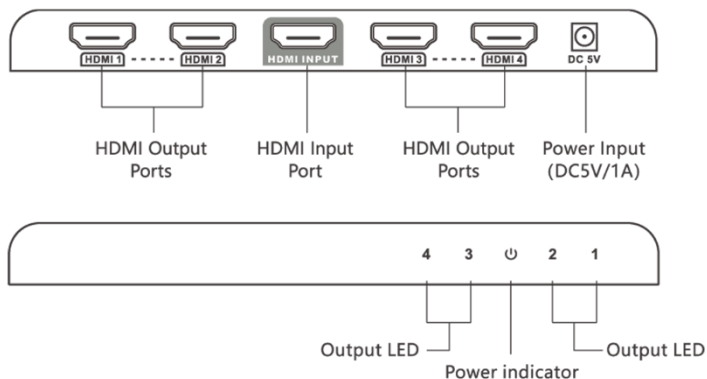 HDMI 1 ----- HDMI 2 HDMI INPUT HDMI 3 ----- HDMI 4 DC 5V
HDMI Output
Ports
HDMI Input
Port
HDMI Output
Ports
Power Input
(DC5V/1A)
4 3 2 1
Output LED
Output LED
Power indicator